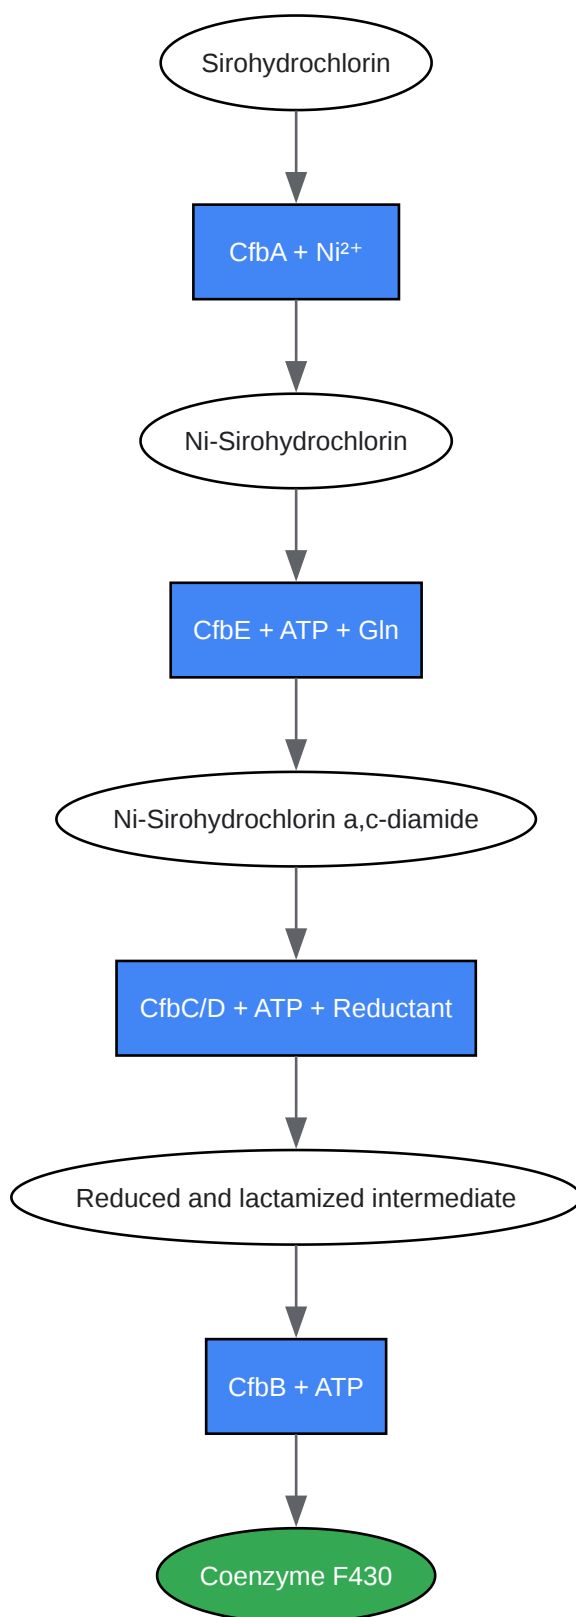 Sirohydrochlorin
CfbA + Ni²⁺
Ni-Sirohydrochlorin
CfbE + ATP + Gln
Ni-Sirohydrochlorin a,c-diamide
CfbC/D + ATP + Reductant
Reduced and lactamized intermediate
CfbB + ATP
Coenzyme F430